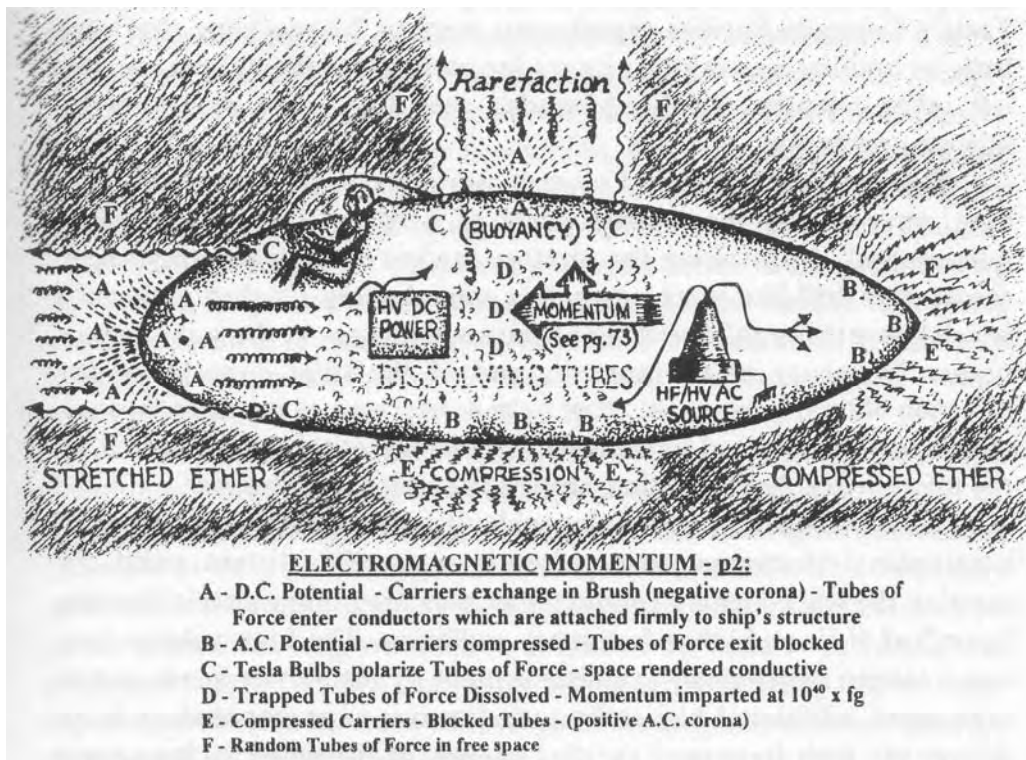 F
Rarefaction
F
A
F
C
C
A
C
(BUOYANCY)
E
A
A
HV DC
POWER
D
D
D
MOMENTUM
(See pg. 73)
B
B
B
A
A
A
A
A
DISSOLVING TUBES
HF/HV AC
SOURCE
E
C
B
B
B
F
STRETCHED ETHER
E
COMPRESSION
E
COMPRESSED ETHER
ELECTROMAGNETIC MOMENTUM - p2:
A - D.C. Potential - Carriers exchange in Brush (negative corona) - Tubes of
Force enter conductors which are attached firmly to ship's structure
B - A.C. Potential - Carriers compressed - Tubes of Force exit blocked
C - Tesla Bulbs polarize Tubes of Force - space rendered conductive
D - Trapped Tubes of Force Dissolved - Momentum imparted at 10⁴⁰ x fg
E - Compressed Carriers - Blocked Tubes - (positive A.C. corona)
F - Random Tubes of Force in free space